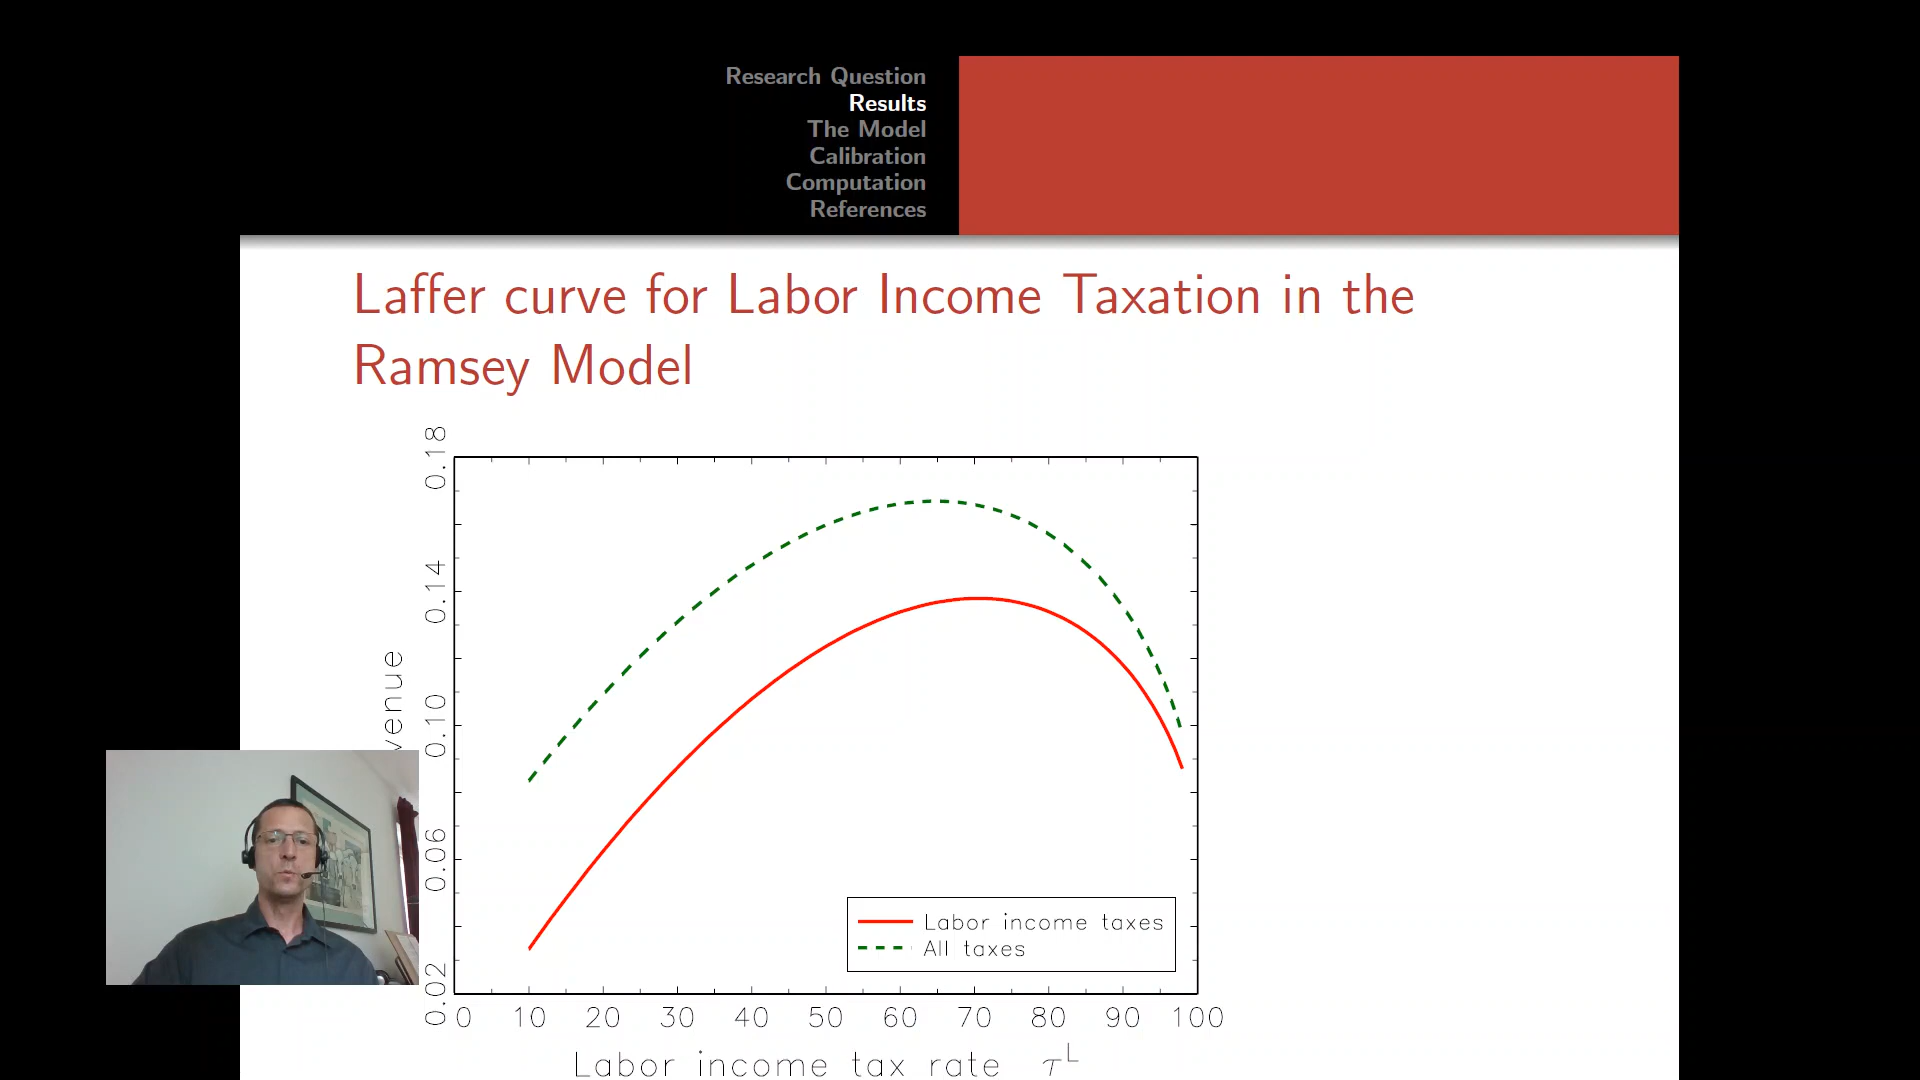 Research Question
Results
The Model
Calibration
Computation
References
Laffer curve for Labor Income Taxation in the
Ramsey Model
0.18
0.14
0.10
0.06
0.02
venue
Labor income taxes
All taxes
0 10 20 30 40 50 60 70 80 90 100
Labor income tax rate τ^L